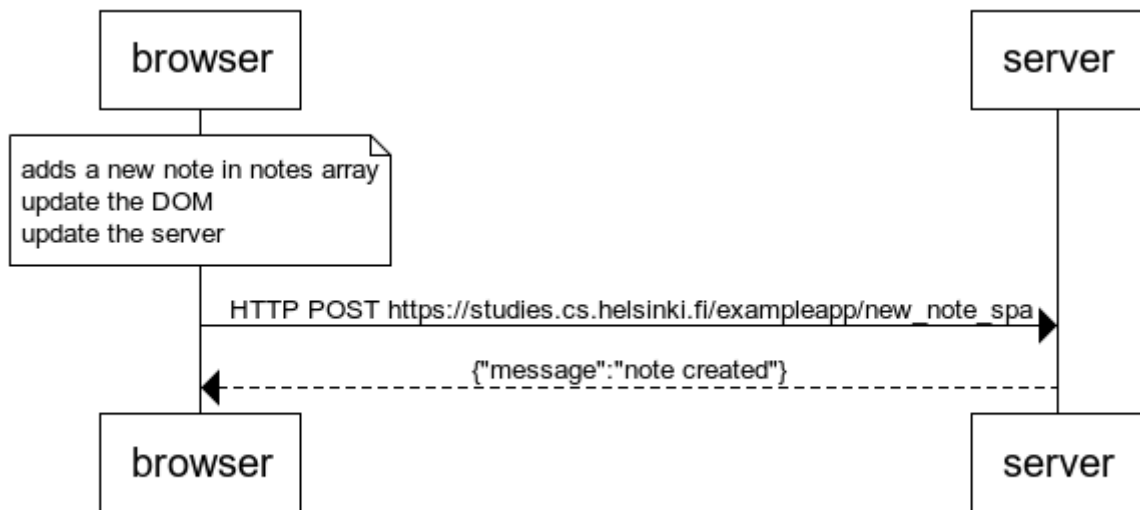 browser
server
adds a new note in notes array
update the DOM
update the server
HTTP POST https://studies.cs.helsinki.fi/exampleapp/new_note_spa
{"message":"note created"}
browser
server